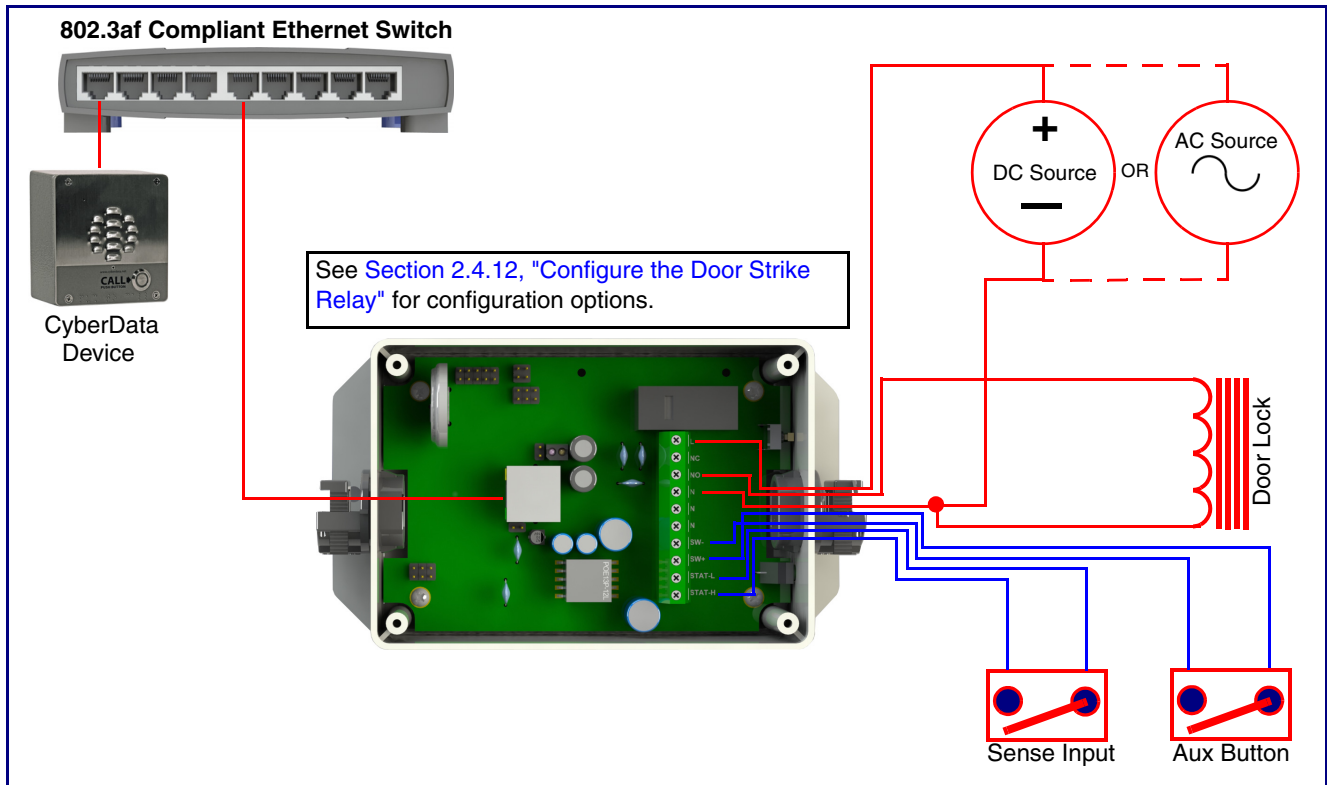 802.3af Compliant Ethernet Switch
+
DC Source
—
OR
AC Source
CALL
CyberData
Device
See Section 2.4.12, "Configure the Door Strike
Relay" for configuration options.
Door Lock
L
NC
NO
N
N
N
SW-
SW+
STAT-L
STAT-H
Sense Input
Aux Button